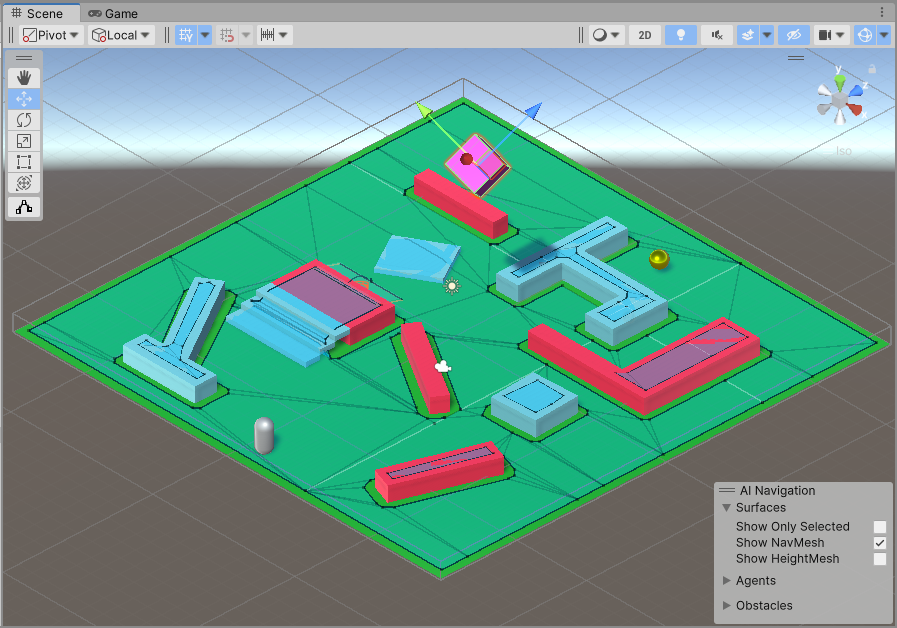 Scene Game
Pivot Local 2D
y
z
Iso
AI Navigation
Surfaces
Show Only Selected
Show NavMesh
Show HeightMesh
Agents
Obstacles